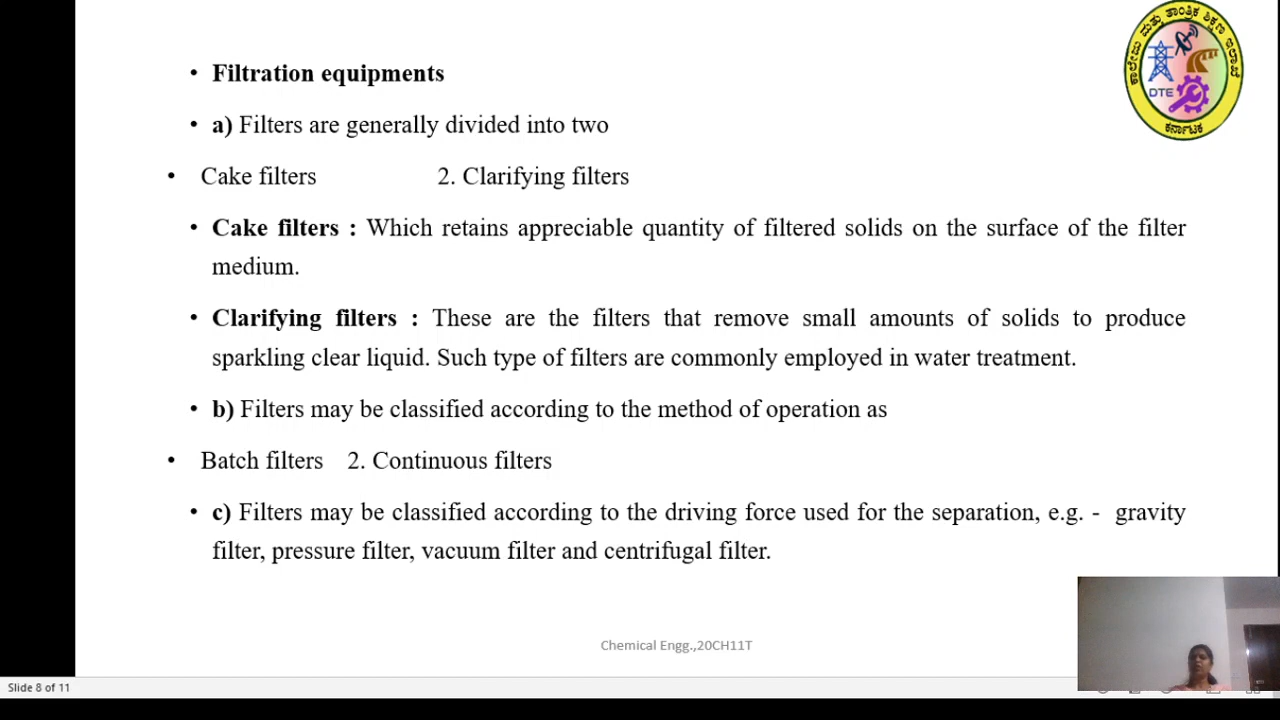 • Filtration equipments
• a) Filters are generally divided into two
• Cake filters 2. Clarifying filters
• Cake filters : Which retains appreciable quantity of filtered solids on the surface of the filter
medium.
• Clarifying filters : These are the filters that remove small amounts of solids to produce
sparkling clear liquid. Such type of filters are commonly employed in water treatment.
• b) Filters may be classified according to the method of operation as
• Batch filters 2. Continuous filters
• c) Filters may be classified according to the driving force used for the separation, e.g. - gravity
filter, pressure filter, vacuum filter and centrifugal filter.
ಕಾಲೇಜು ಮತ್ತು ತಾಂತ್ರಿಕ ಶಿಕ್ಷಣ ಇಲಾಖೆ
DTE
ಕರ್ನಾಟಕ
Chemical Engg.,20CH11T
Slide 8 of 11